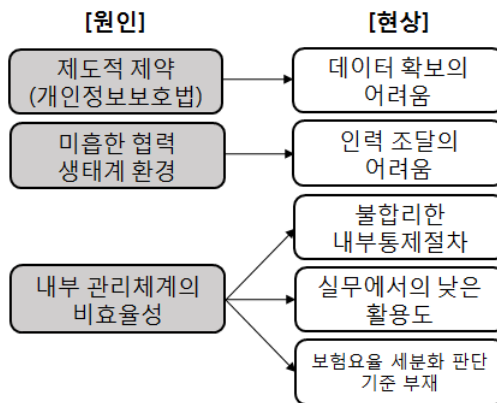 [원인]
[현상]
제도적 제약
(개인정보보호법)
데이터 확보의
어려움
미흡한 협력
생태계 환경
인력 조달의
어려움
내부 관리체계의
비효율성
불합리한
내부통제절차
실무에서의 낮은
활용도
보험요율 세분화 판단
기준 부재